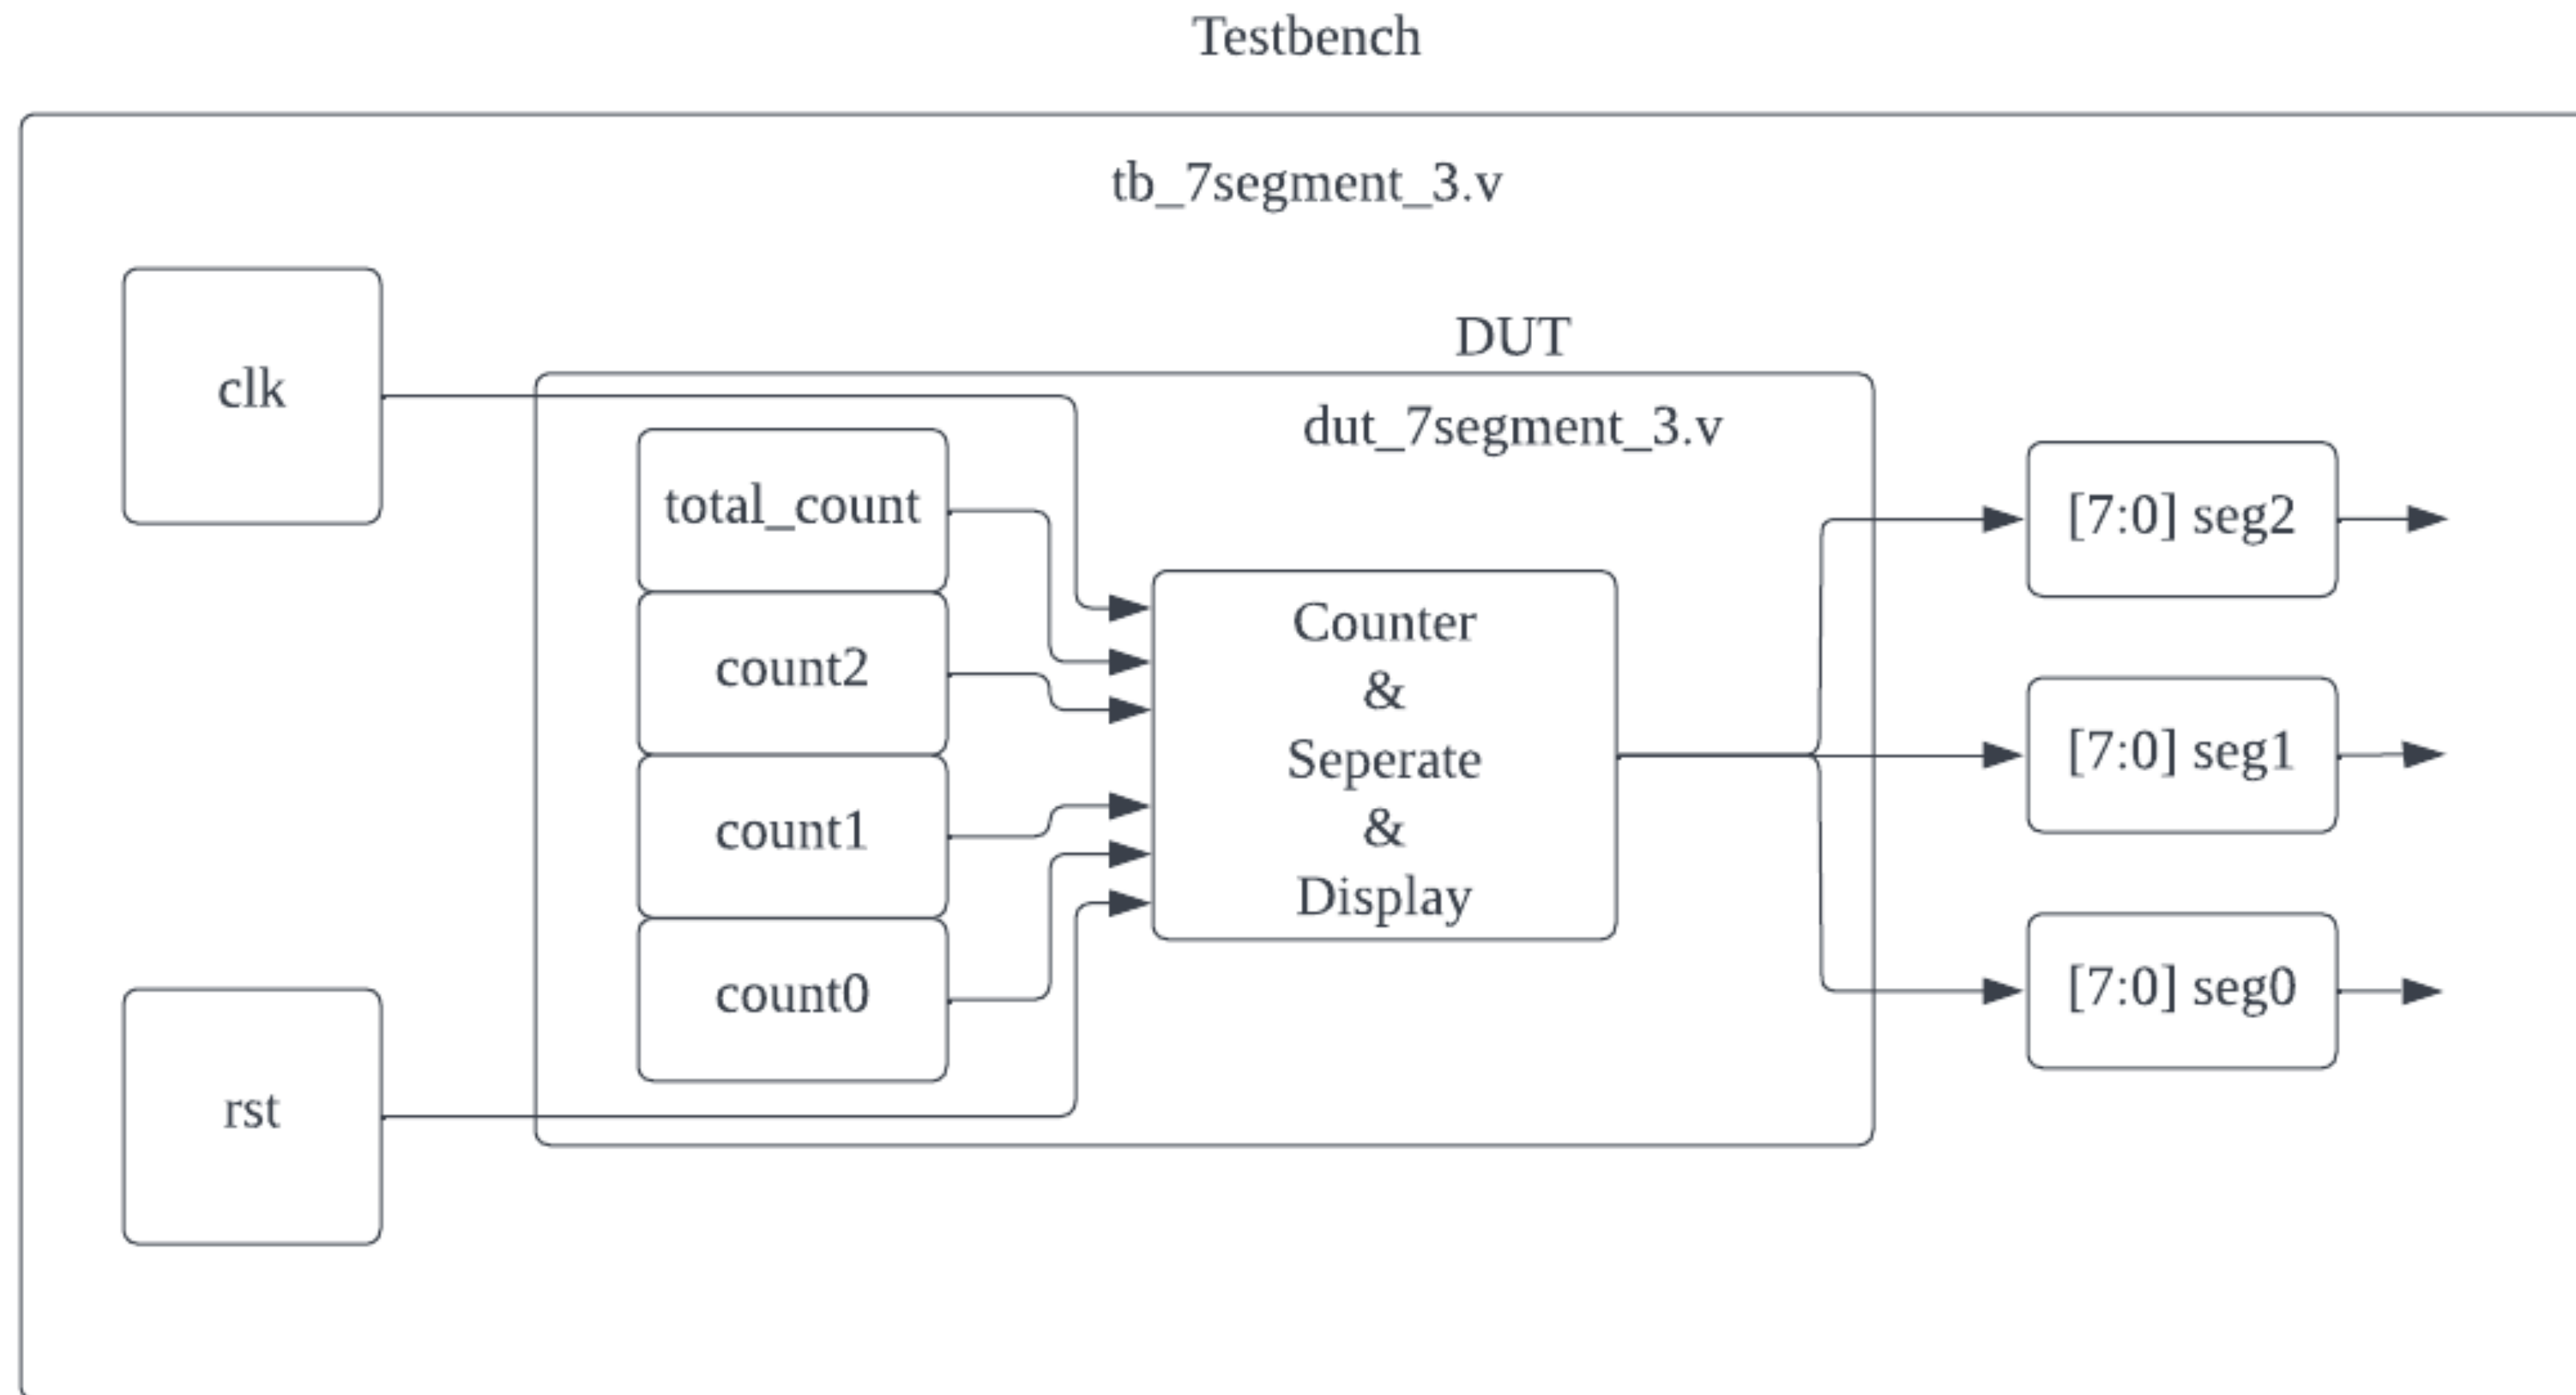 Testbench
tb_7segment_3.v
clk
DUT
dut_7segment_3.v
total_count
count2
count1
count0
rst
Counter
&
Seperate
&
Display
[7:0] seg2
[7:0] seg1
[7:0] seg0